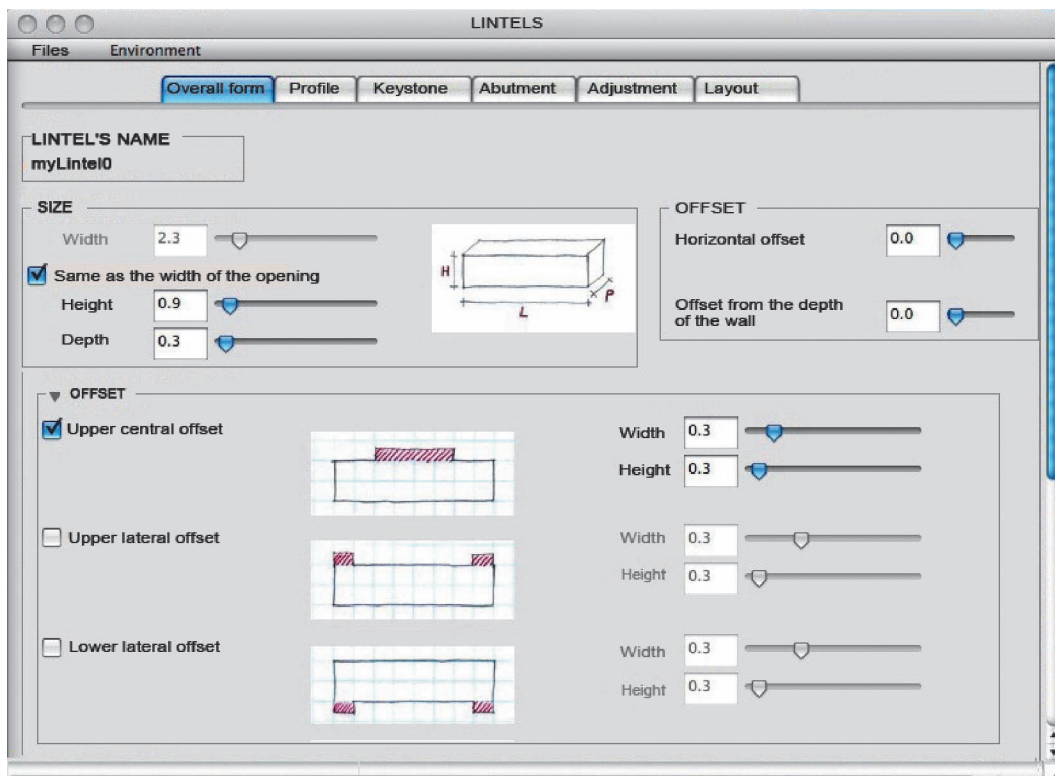 LINTELS
Files Environment
Overall form Profile Keystone Abutment Adjustment Layout
LINTEL'S NAME
myLintel0
SIZE
Width 2.3
Same as the width of the opening
Height 0.9
Depth 0.3
H
L
P
OFFSET
Horizontal offset 0.0
Offset from the depth
of the wall 0.0
OFFSET
Upper central offset
Width 0.3
Height 0.3
Upper lateral offset
Width 0.3
Height 0.3
Lower lateral offset
Width 0.3
Height 0.3